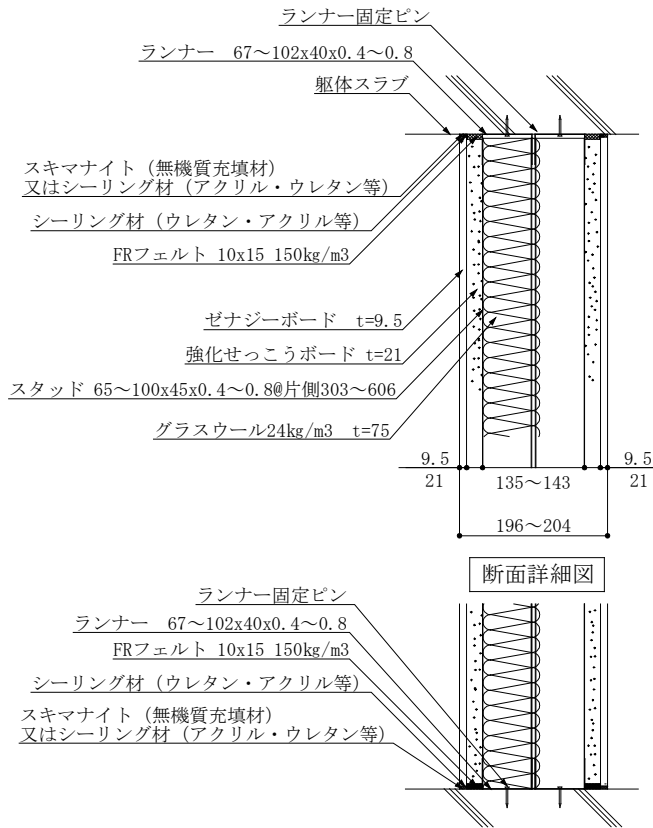 ランナー固定ピン
ランナー 67～102x40x0.4～0.8
躯体スラブ
スキマナイト（無機質充填材）
又はシーリング材（アクリル・ウレタン等）
シーリング材（ウレタン・アクリル等）
FRフェルト 10x15 150kg/m3
ゼナジーボード t=9.5
強化せっこうボード t=21
スタッド 65～100x45x0.4～0.8@片側303～606
グラスウール24kg/m3 t=75
9.5 9.5
21 135～143 21
196～204
断面詳細図
ランナー固定ピン
ランナー 67～102x40x0.4～0.8
FRフェルト 10x15 150kg/m3
シーリング材（ウレタン・アクリル等）
スキマナイト（無機質充填材）
又はシーリング材（アクリル・ウレタン等）